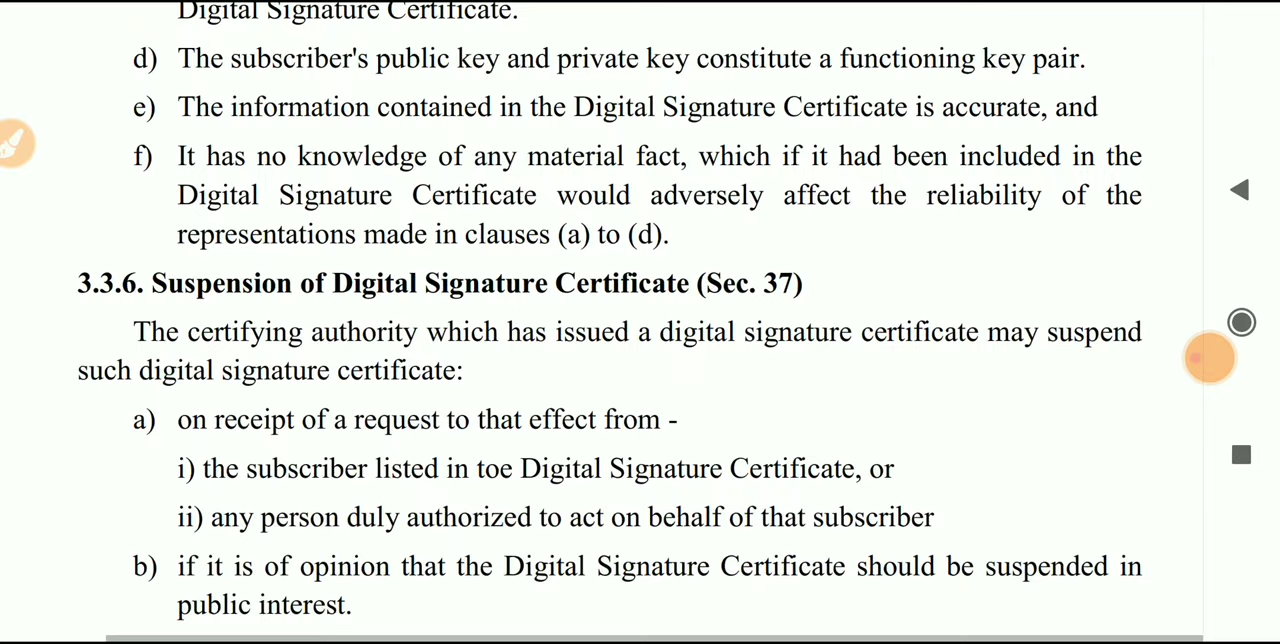 Digital Signature Certificate.
d) The subscriber's public key and private key constitute a functioning key pair.
e) The information contained in the Digital Signature Certificate is accurate, and
f) It has no knowledge of any material fact, which if it had been included in the
Digital Signature Certificate would adversely affect the reliability of the
representations made in clauses (a) to (d).
3.3.6. Suspension of Digital Signature Certificate (Sec. 37)
The certifying authority which has issued a digital signature certificate may suspend
such digital signature certificate:
a) on receipt of a request to that effect from -
i) the subscriber listed in toe Digital Signature Certificate, or
ii) any person duly authorized to act on behalf of that subscriber
b) if it is of opinion that the Digital Signature Certificate should be suspended in
public interest.